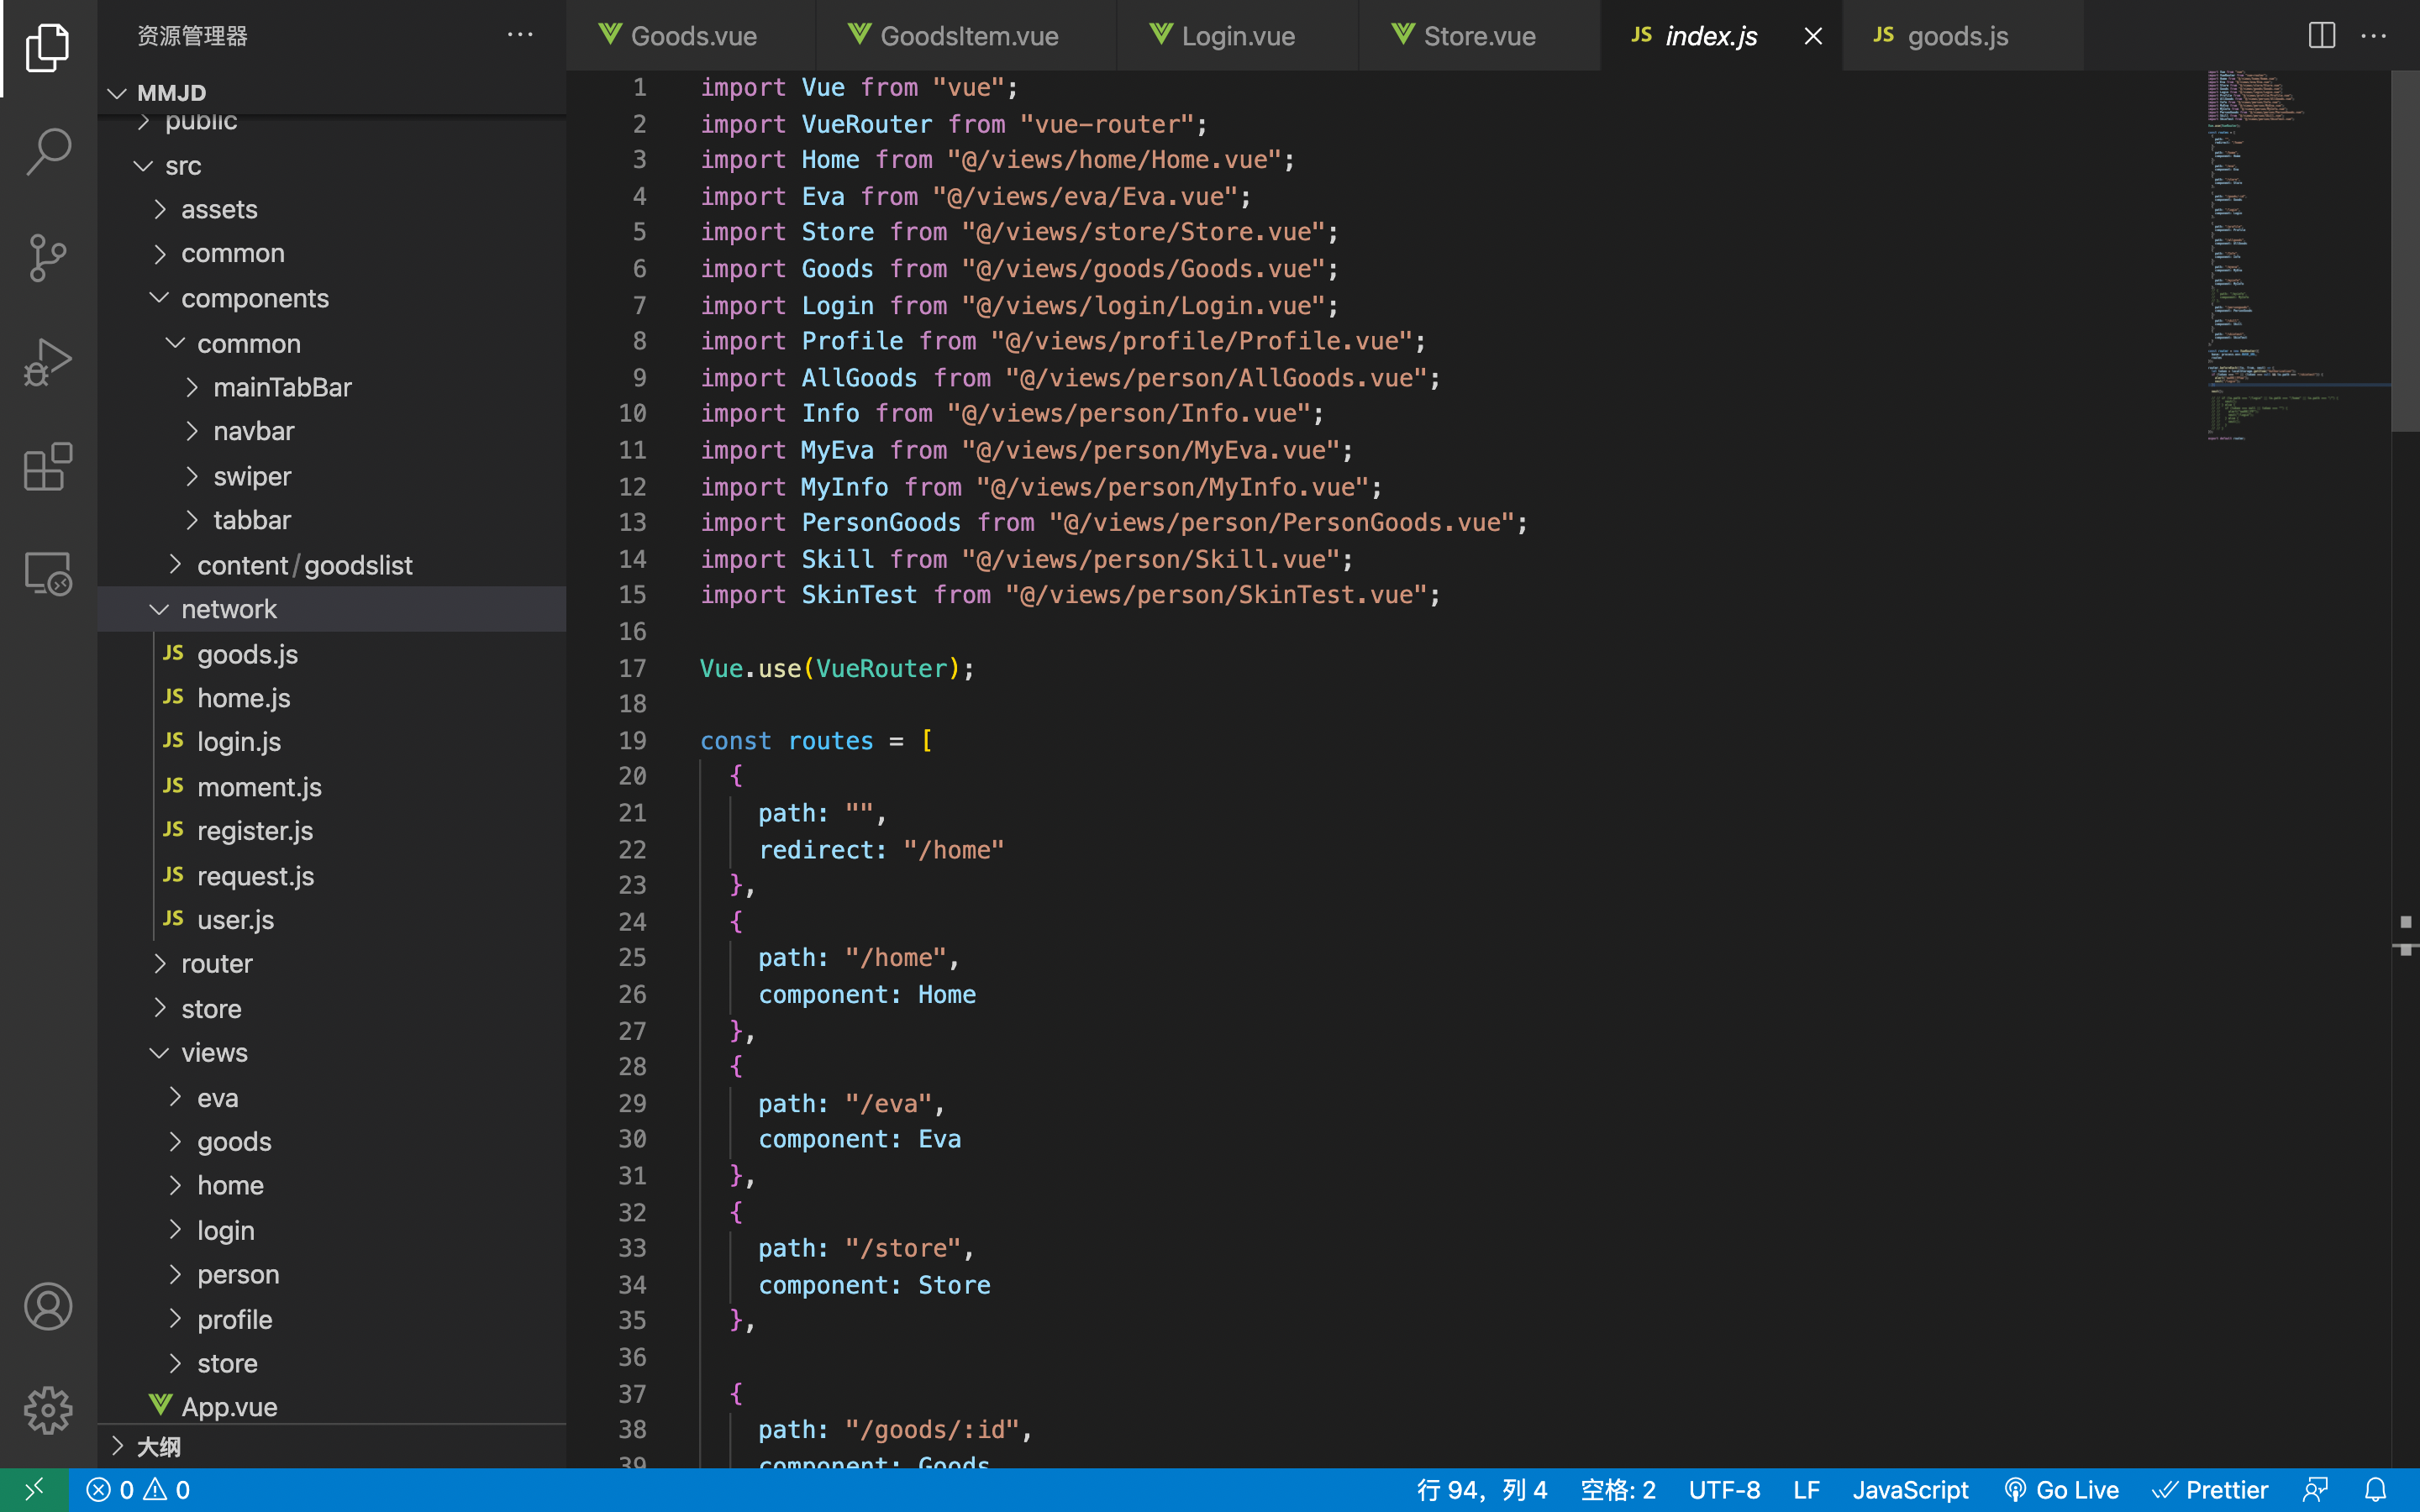 资源管理器
MMJD
public
src
assets
common
components
common
mainTabBar
navbar
swiper
tabbar
content/goodslist
network
JS goods.js
JS home.js
JS login.js
JS moment.js
JS register.js
JS request.js
JS user.js
router
store
views
eva
goods
home
login
person
profile
store
App.vue
大纲
Goods.vue GoodsItem.vue Login.vue Store.vue JS index.js JS goods.js
1 import Vue from "vue";
2 import VueRouter from "vue-router";
3 import Home from "@/views/home/Home.vue";
4 import Eva from "@/views/eva/Eva.vue";
5 import Store from "@/views/store/Store.vue";
6 import Goods from "@/views/goods/Goods.vue";
7 import Login from "@/views/login/Login.vue";
8 import Profile from "@/views/profile/Profile.vue";
9 import AllGoods from "@/views/person/AllGoods.vue";
10 import Info from "@/views/person/Info.vue";
11 import MyEva from "@/views/person/MyEva.vue";
12 import MyInfo from "@/views/person/MyInfo.vue";
13 import PersonGoods from "@/views/person/PersonGoods.vue";
14 import Skill from "@/views/person/Skill.vue";
15 import SkinTest from "@/views/person/SkinTest.vue";
16
17 Vue.use(VueRouter);
18
19 const routes = [
20 {
21 path: "",
22 redirect: "/home"
23 },
24 {
25 path: "/home",
26 component: Home
27 },
28 {
29 path: "/eva",
30 component: Eva
31 },
32 {
33 path: "/store",
34 component: Store
35 },
36
37 {
38 path: "/goods/:id",
39 component: Goods
0 0 行 94，列 4 空格: 2 UTF-8 LF JavaScript Go Live Prettier